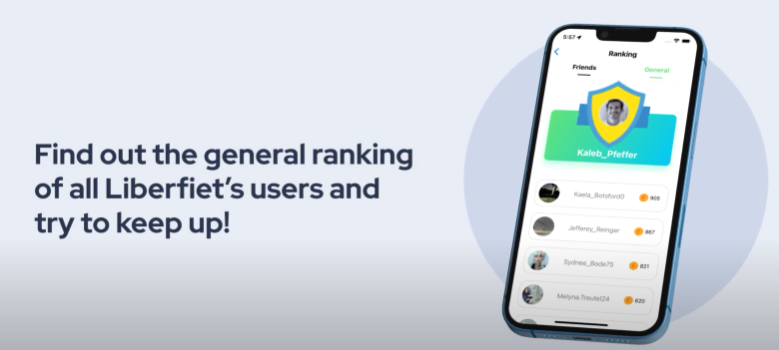 Find out the general ranking
of all Liberfiet's users and
try to keep up!
5:57
Ranking
Friends
General
Kaleb_Pfeffer
Kaela_Botsford0 905
Jefferey_Reinger 867
Sydnee_Bode75 821
Melyna.Treutel24 620